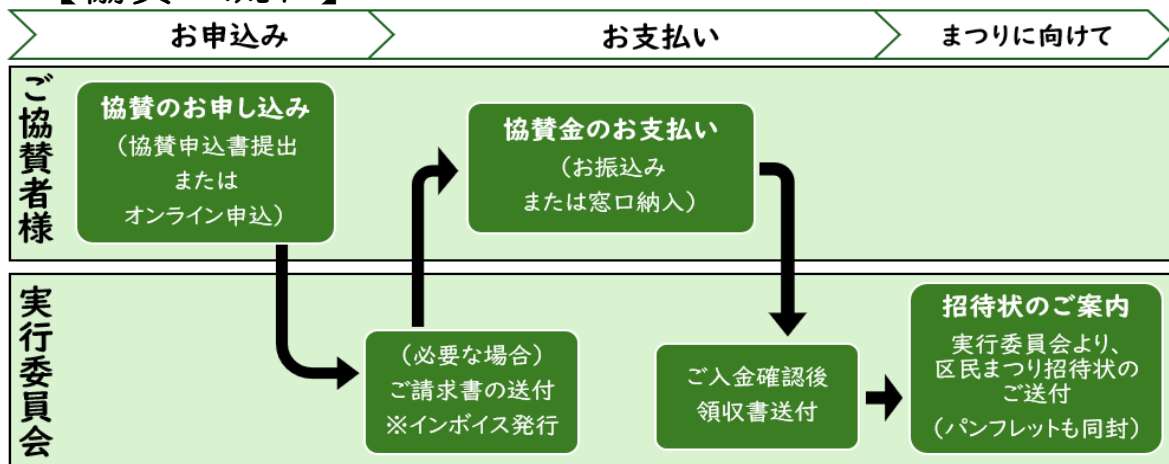 お申込み
お支払い
まつりに向けて
ご協賛者様
協賛のお申し込み
（協賛申込書提出
または
オンライン申込）
協賛金のお支払い
（お振込み
または窓口納入）
実行委員会
（必要な場合）
ご請求書の送付
※インボイス発行
ご入金確認後
領収書送付
招待状のご案内
実行委員会より、
区民まつり招待状の
ご送付
（パンフレットも同封）